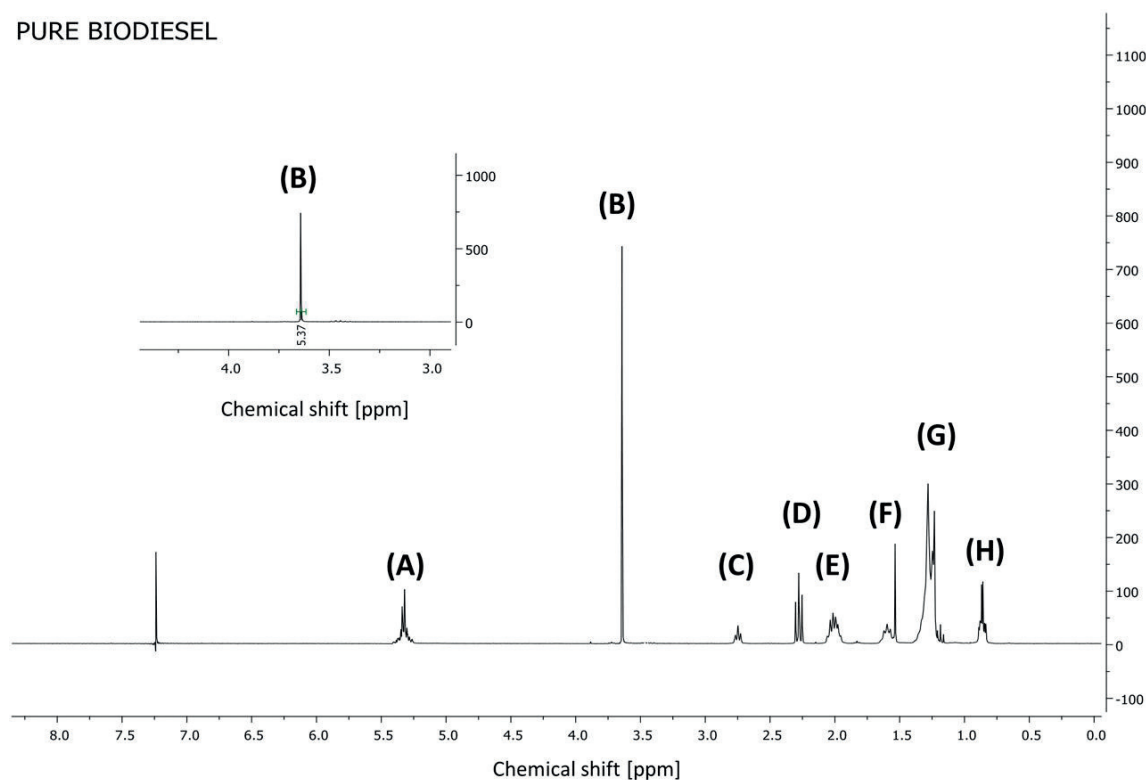 PURE BIODIESEL
(B)
1000
500
0
5.37
4.0 3.5 3.0
Chemical shift [ppm]
(A)
(B)
(C)
(D)
(E)
(F)
(G)
(H)
1100
1000
900
800
700
600
500
400
300
200
100
0
-100
8.0 7.5 7.0 6.5 6.0 5.5 5.0 4.5 4.0 3.5 3.0 2.5 2.0 1.5 1.0 0.5 0.0
Chemical shift [ppm]